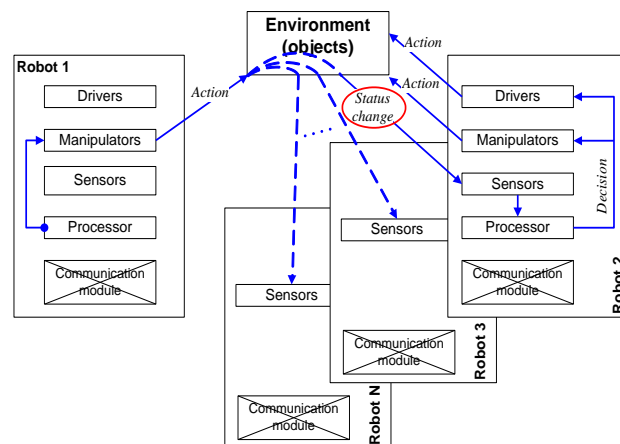 Environment
(objects)
Robot 1
Drivers
Manipulators
Sensors
Processor
Communication
module
Action
Status
change
Action
Action
Drivers
Manipulators
Sensors
Processor
Communication
module
Decision
Robot 2
Sensors
Communication
module
Robot 3
Sensors
Communication
module
Robot N